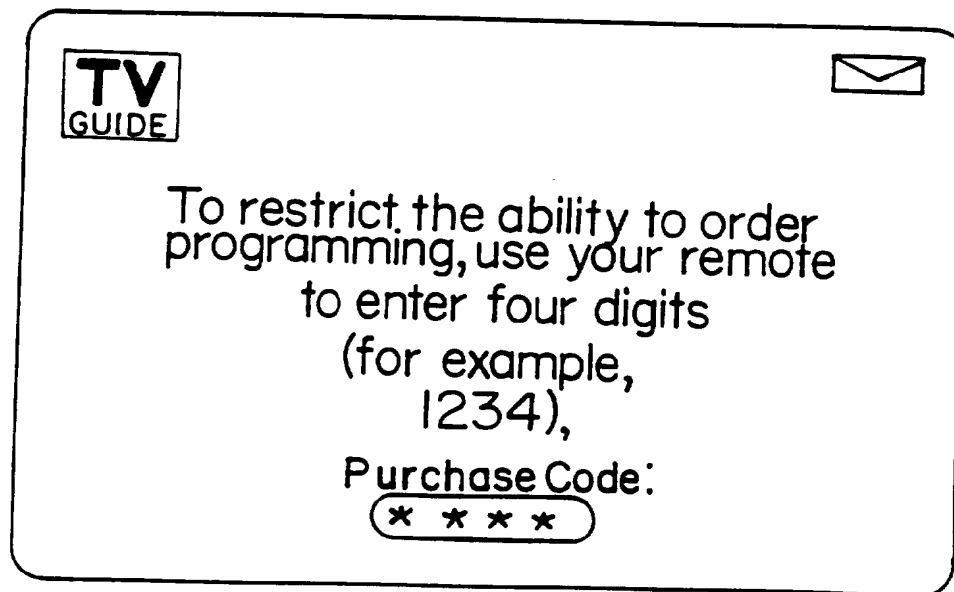 TV
GUIDE
To restrict the ability to order
programming, use your remote
to enter four digits
(for example,
1234),
Purchase Code:
* * * *